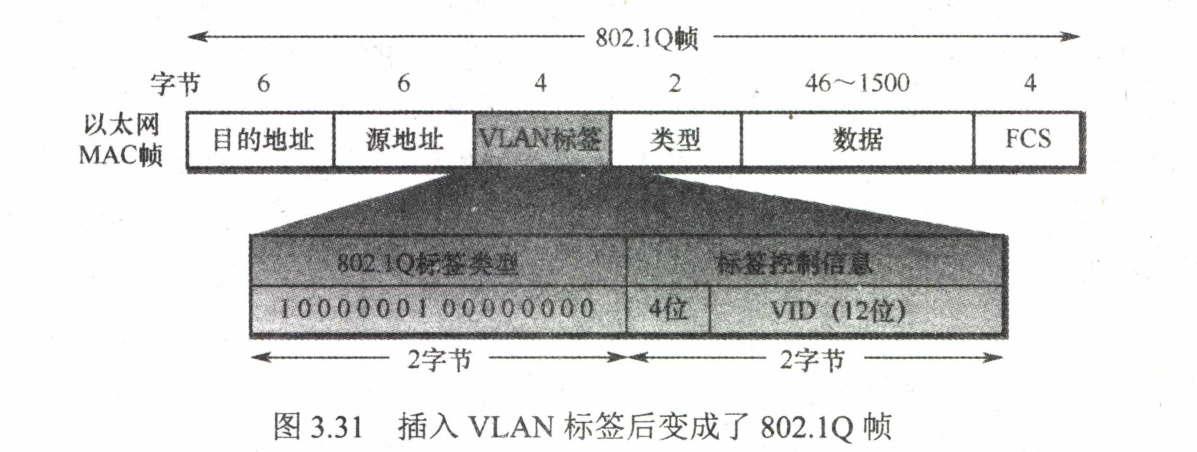 802.1Q帧
字节 6 6 4 2 46～1500 4
以太网
MAC帧
目的地址 源地址 VLAN标签 类型 数据 FCS
802.1Q标签类型 标签控制信息
10000001 00000000 4位 VID（12位）
2字节 2字节
图 3.31 插入 VLAN 标签后变成了 802.1Q 帧